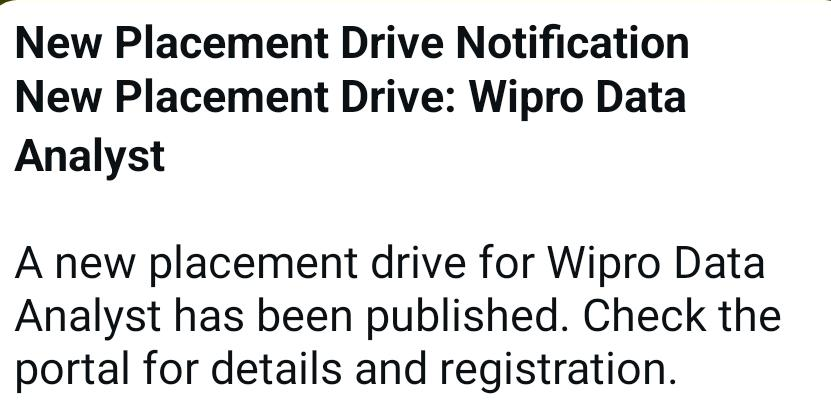 New Placement Drive Notification
New Placement Drive: Wipro Data
Analyst
A new placement drive for Wipro Data
Analyst has been published. Check the
portal for details and registration.